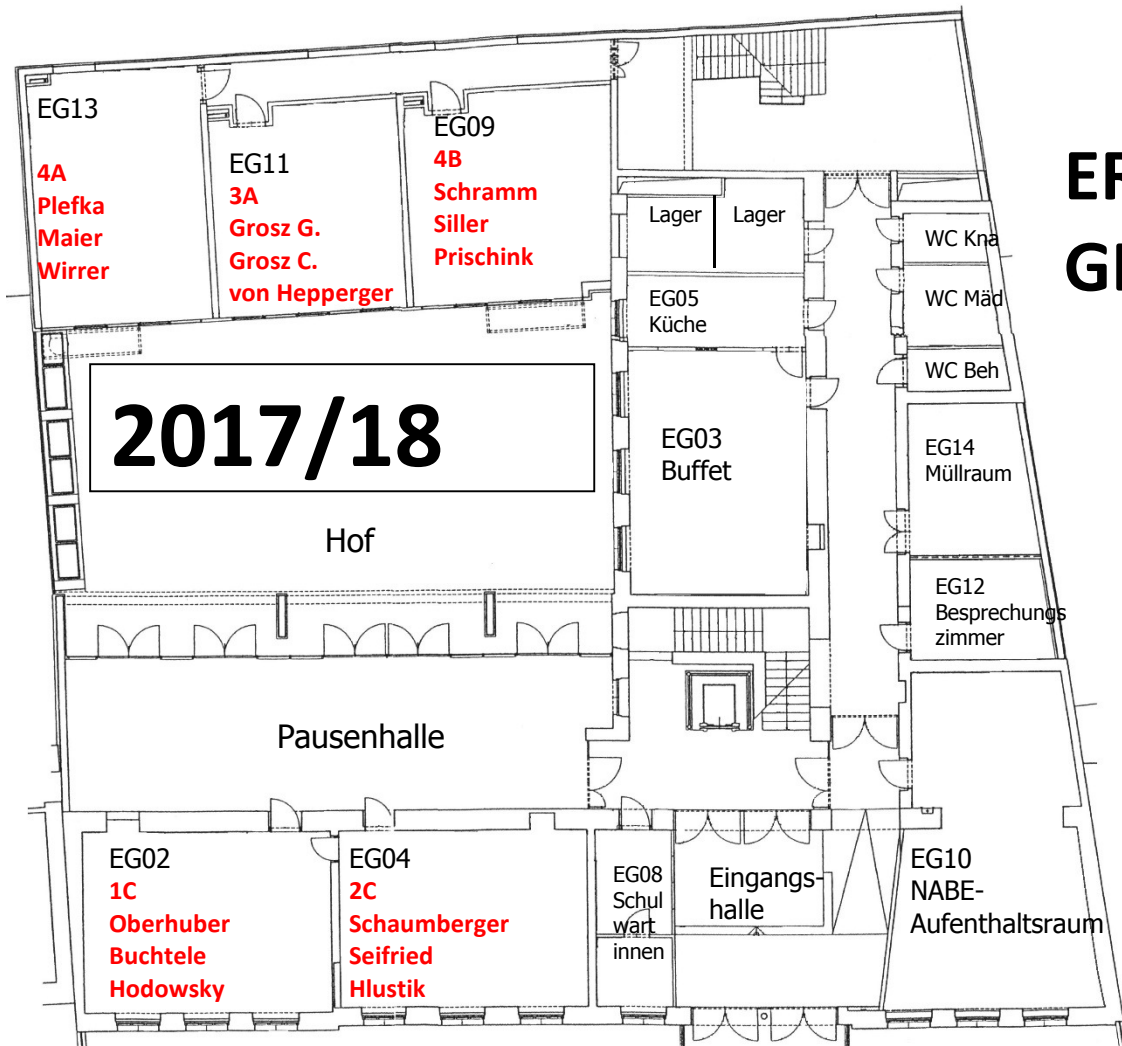 EG13
4A
Plefka
Maier
Wirrer
EG11
3A
Grosz G.
Grosz C.
von Hepperger
EG09
4B
Schramm
Siller
Prischink
Lager
Lager
EG05
Küche
WC Kna
WC Mäd
WC Beh
ER
2017/18
EG03
Buffet
EG14
Müllraum
Hof
EG12
Besprechungs
zimmer
Pausenhalle
EG02
1C
Oberhuber
Buchtele
Hodowsky
EG04
2C
Schaumberger
Seifried
Hlustik
EG08
Schul
wart
innen
Eingangs-
halle
EG10
NABE-
Aufenthaltsraum